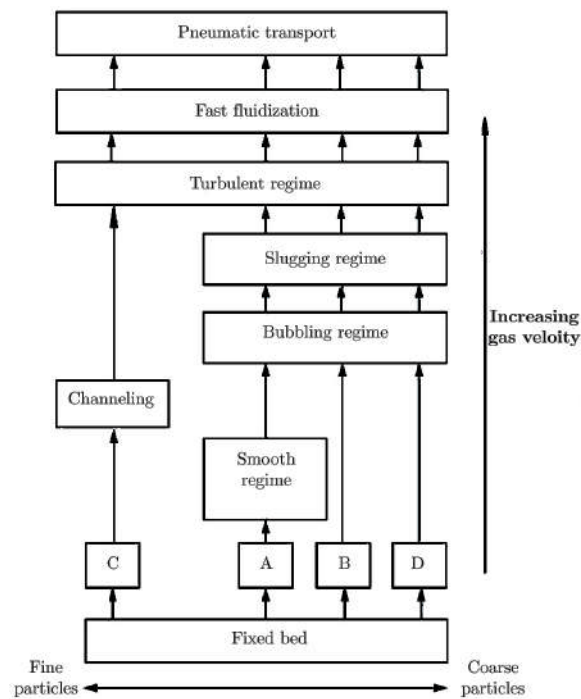 Pneumatic transport
Fast fluidization
Turbulent regime
Slugging regime
Increasing
gas veloity
Bubbling regime
Channeling
Smooth
regime
C
A
B
D
Fixed bed
Fine
particles
Coarse
particles